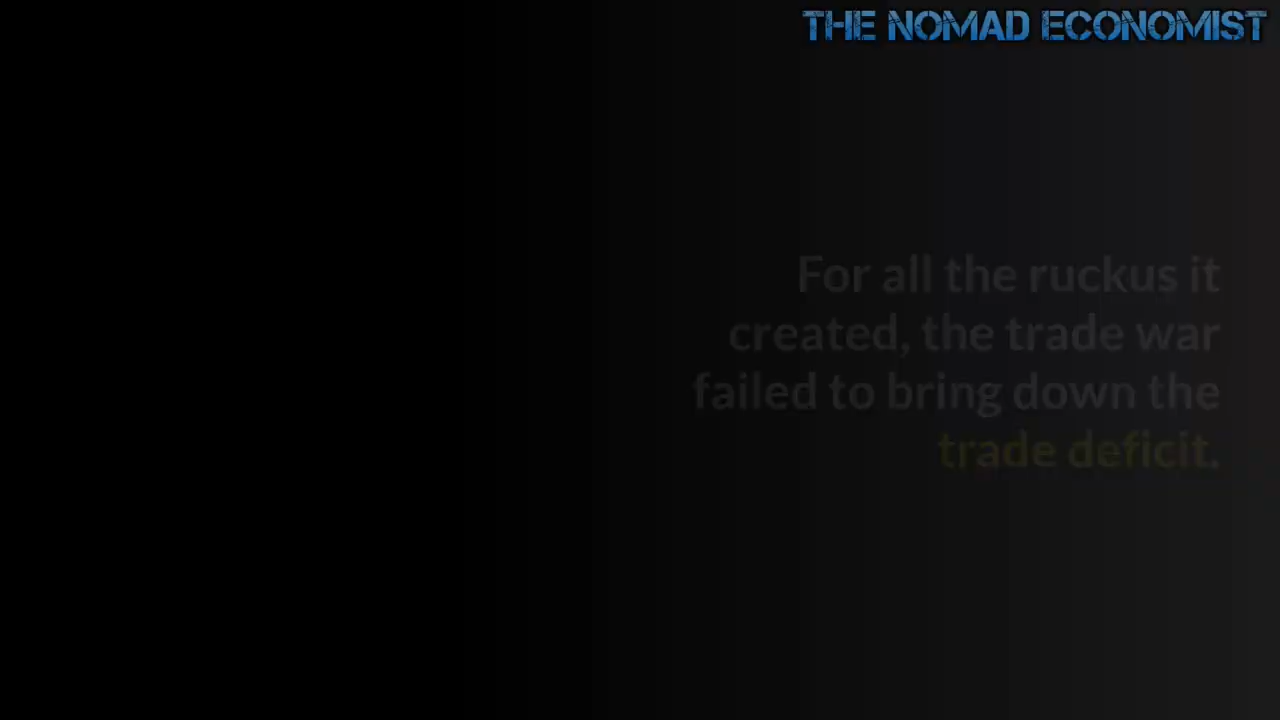 THE NOMAD ECONOMIST
For all the ruckus it
created, the trade war
failed to bring down the
trade deficit.